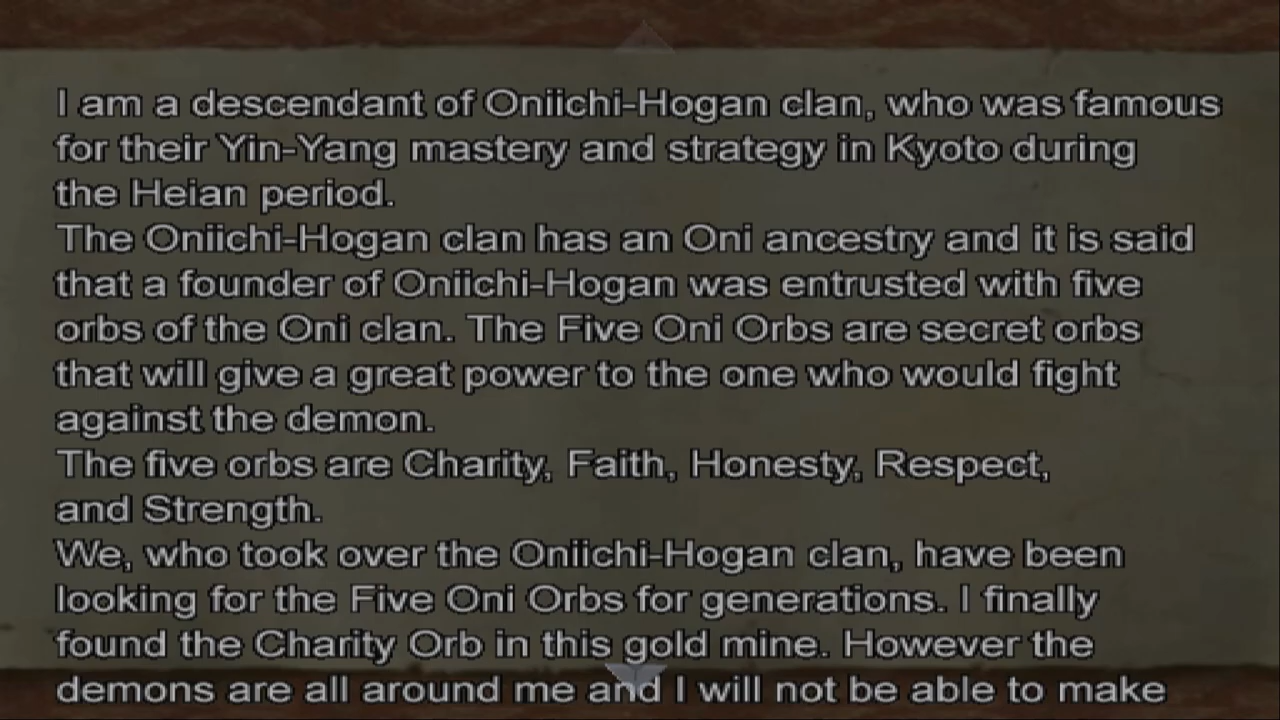 I am a descendant of Oniichi-Hogan clan, who was famous
for their Yin-Yang mastery and strategy in Kyoto during
the Heian period.
The Oniichi-Hogan clan has an Oni ancestry and it is said
that a founder of Oniichi-Hogan was entrusted with five
orbs of the Oni clan. The Five Oni Orbs are secret orbs
that will give a great power to the one who would fight
against the demon.
The five orbs are Charity, Faith, Honesty, Respect,
and Strength.
We, who took over the Oniichi-Hogan clan, have been
looking for the Five Oni Orbs for generations. I finally
found the Charity Orb in this gold mine. However the
demons are all around me and I will not be able to make